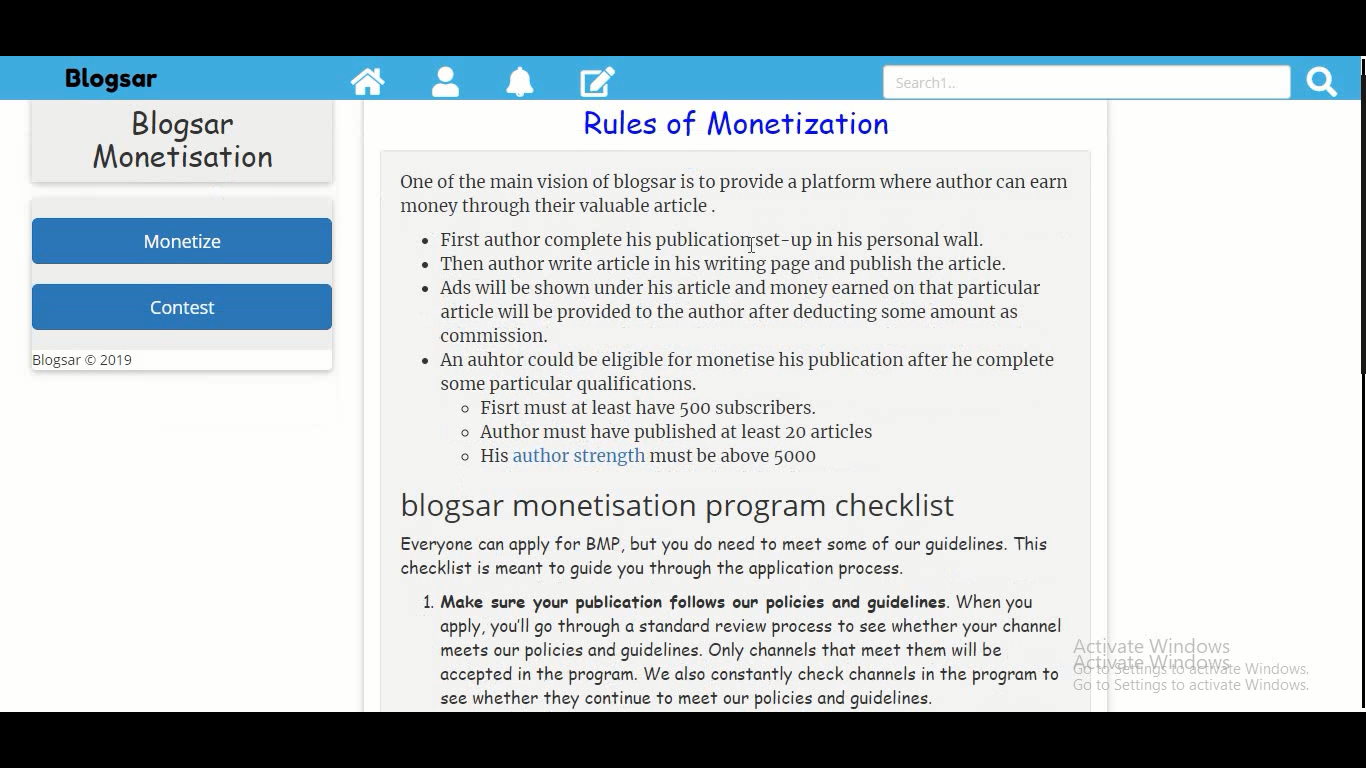 Blogsar
Search1..
Blogsar
Monetisation
Monetize
Contest
Blogsar © 2019
Rules of Monetization
One of the main vision of blogsar is to provide a platform where author can earn
money through their valuable article .
• First author complete his publication set-up in his personal wall.
• Then author write article in his writing page and publish the article.
• Ads will be shown under his article and money earned on that particular
article will be provided to the author after deducting some amount as
commission.
• An auhtor could be eligible for monetise his publication after he complete
some particular qualifications.
◦ Fisrt must at least have 500 subscribers.
◦ Author must have published at least 20 articles
◦ His author strength must be above 5000
blogsar monetisation program checklist
Everyone can apply for BMP, but you do need to meet some of our guidelines. This
checklist is meant to guide you through the application process.
1. Make sure your publication follows our policies and guidelines. When you
apply, you'll go through a standard review process to see whether your channel
meets our policies and guidelines. Only channels that meet them will be
accepted in the program. We also constantly check channels in the program to
see whether they continue to meet our policies and guidelines.
Activate Windows
Activate Windows
Go to Settings to activate Windows.
Go to Settings to activate Windows.